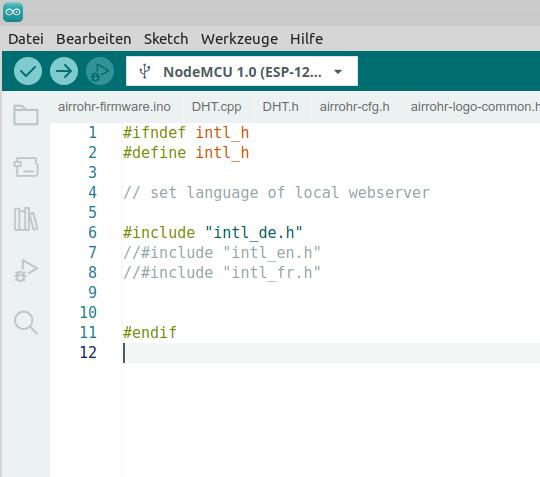 Datei Bearbeiten Sketch Werkzeuge Hilfe
NodeMCU 1.0 (ESP-12...
airrohr-firmware.ino DHT.cpp DHT.h airrohr-cfg.h airrohr-logo-common.h
1 #ifndef intl_h
2 #define intl_h
3
4 // set language of local webserver
5
6 #include "intl_de.h"
7 //#include "intl_en.h"
8 //#include "intl_fr.h"
9
10
11 #endif
12